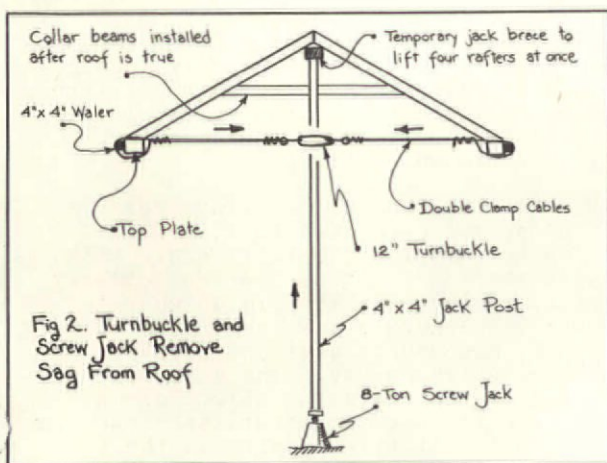 Collar beams installed
after roof is true
Temporary jack brace to
lift four rafters at once
4"x 4" Waler
Top Plate
Double Clamp Cables
12" Turnbuckle
4" x 4" Jack Post
8-Ton Screw Jack
Fig 2. Turnbuckle and
Screw Jack Remove
Sag From Roof